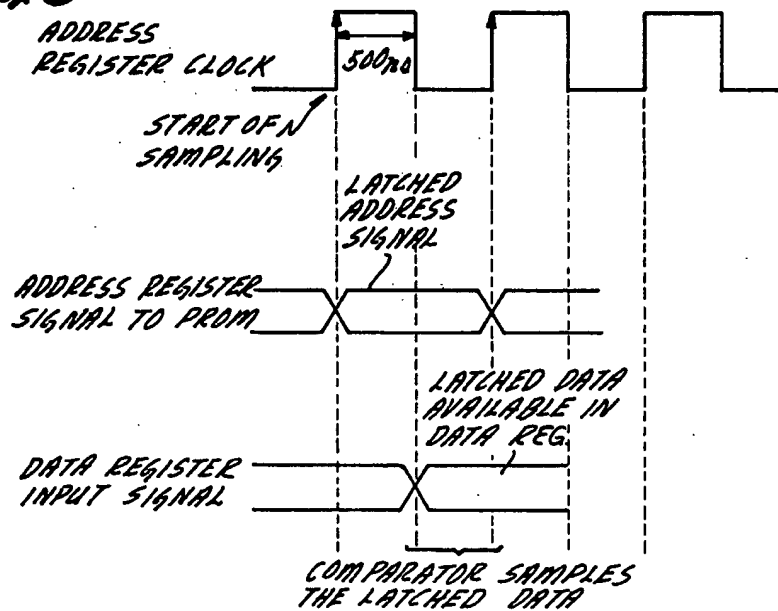 ADDRESS
REGISTER CLOCK
500ns
START OF
SAMPLING
LATCHED
ADDRESS
SIGNAL
ADDRESS REGISTER
SIGNAL TO PROM
LATCHED DATA
AVAILABLE IN
DATA REG.
DATA REGISTER
INPUT SIGNAL
COMPARATOR SAMPLES
THE LATCHED DATA